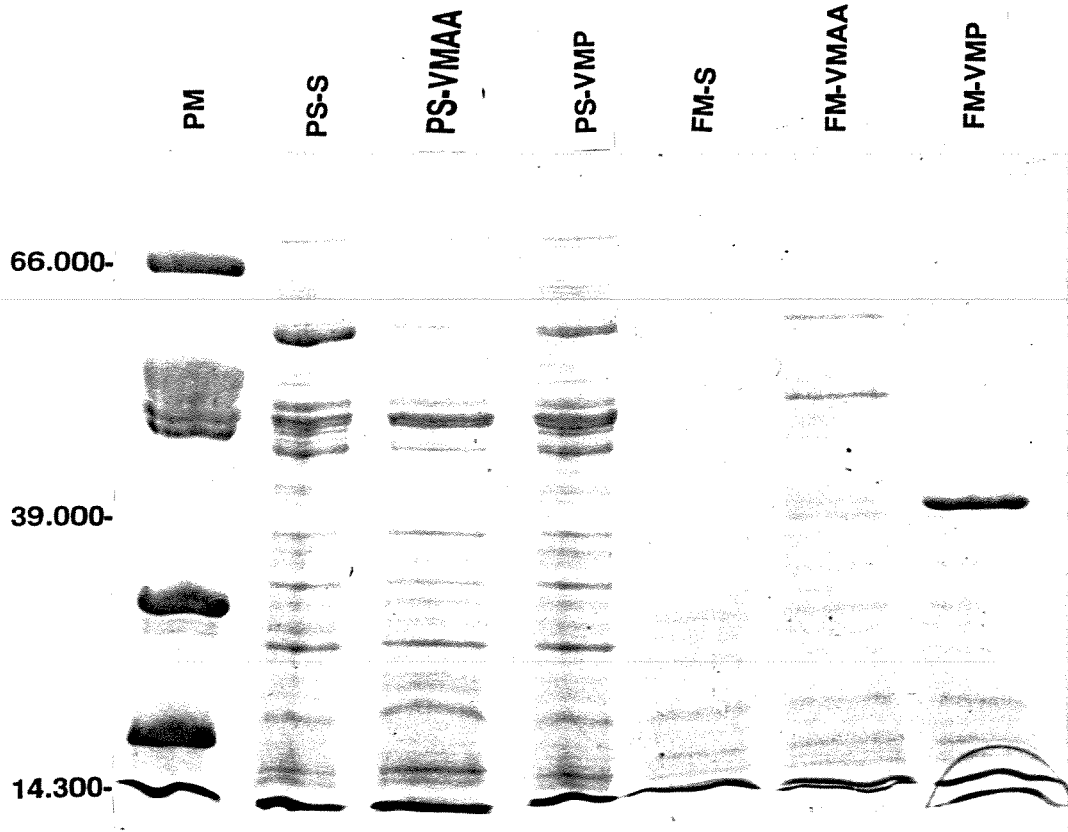 PM
PS-S
PS-VMAA
PS-VMP
FM-S
FM-VMAA
FM-VMP
66.000-
39.000-
14.300-